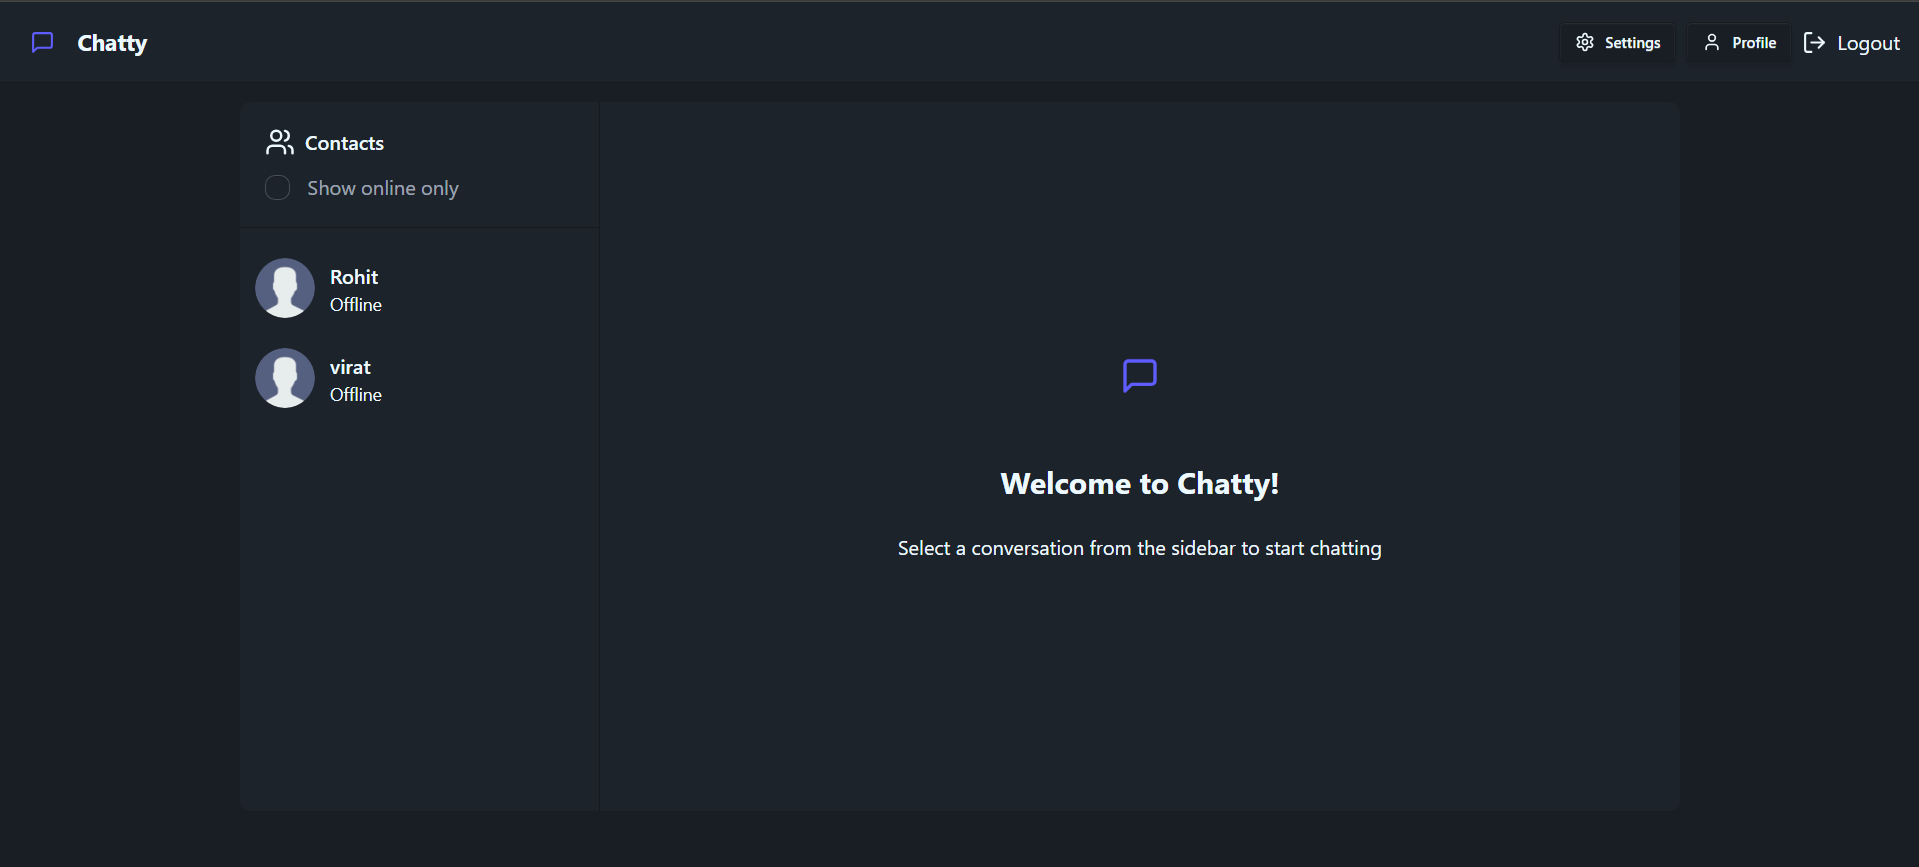 Chatty
Settings
Profile
Logout
Contacts
Show online only
Rohit
Offline
virat
Offline
Welcome to Chatty!
Select a conversation from the sidebar to start chatting